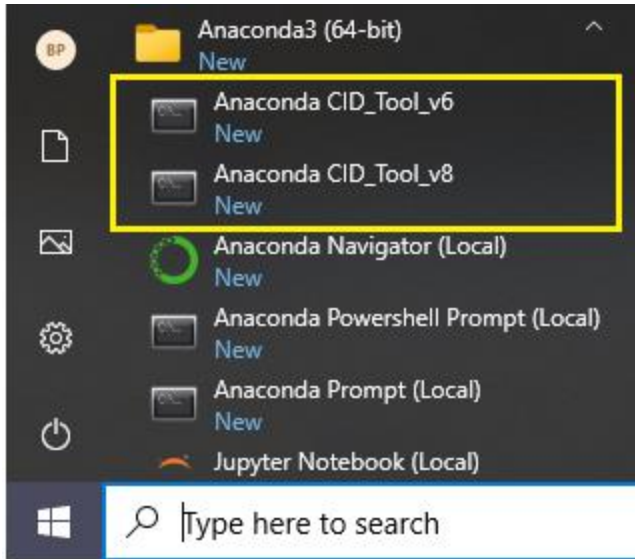 BP
Anaconda3 (64-bit)
New
Anaconda CID_Tool_v6
New
Anaconda CID_Tool_v8
New
Anaconda Navigator (Local)
New
Anaconda Powershell Prompt (Local)
New
Anaconda Prompt (Local)
New
Jupyter Notebook (Local)
Type here to search